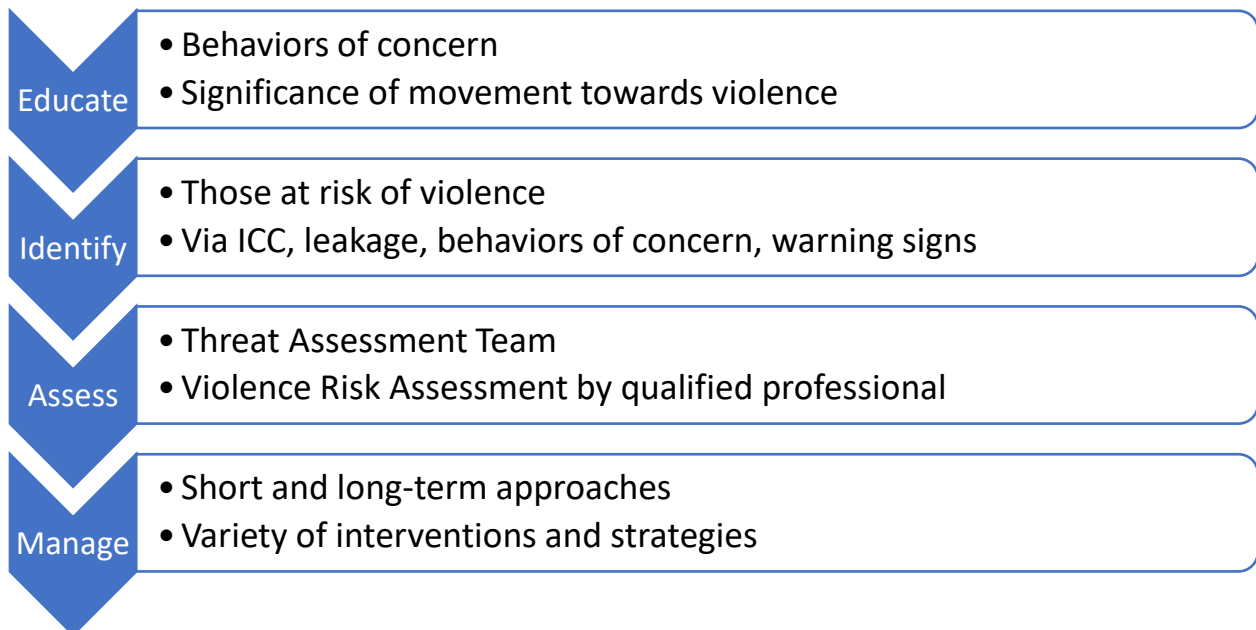 Educate
• Behaviors of concern
• Significance of movement towards violence
Identify
• Those at risk of violence
• Via ICC, leakage, behaviors of concern, warning signs
Assess
• Threat Assessment Team
• Violence Risk Assessment by qualified professional
Manage
• Short and long-term approaches
• Variety of interventions and strategies